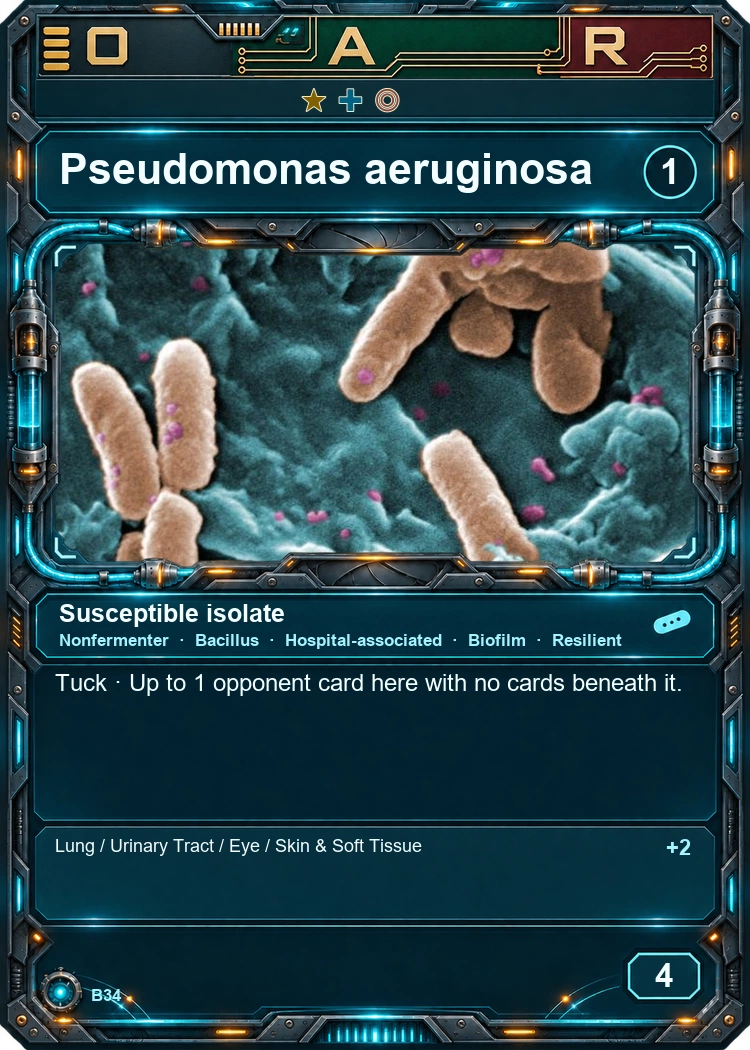 O A R
Pseudomonas aeruginosa 1
Susceptible isolate
Nonfermenter · Bacillus · Hospital-associated · Biofilm · Resilient
Tuck · Up to 1 opponent card here with no cards beneath it.
Lung / Urinary Tract / Eye / Skin & Soft Tissue +2
B34 4